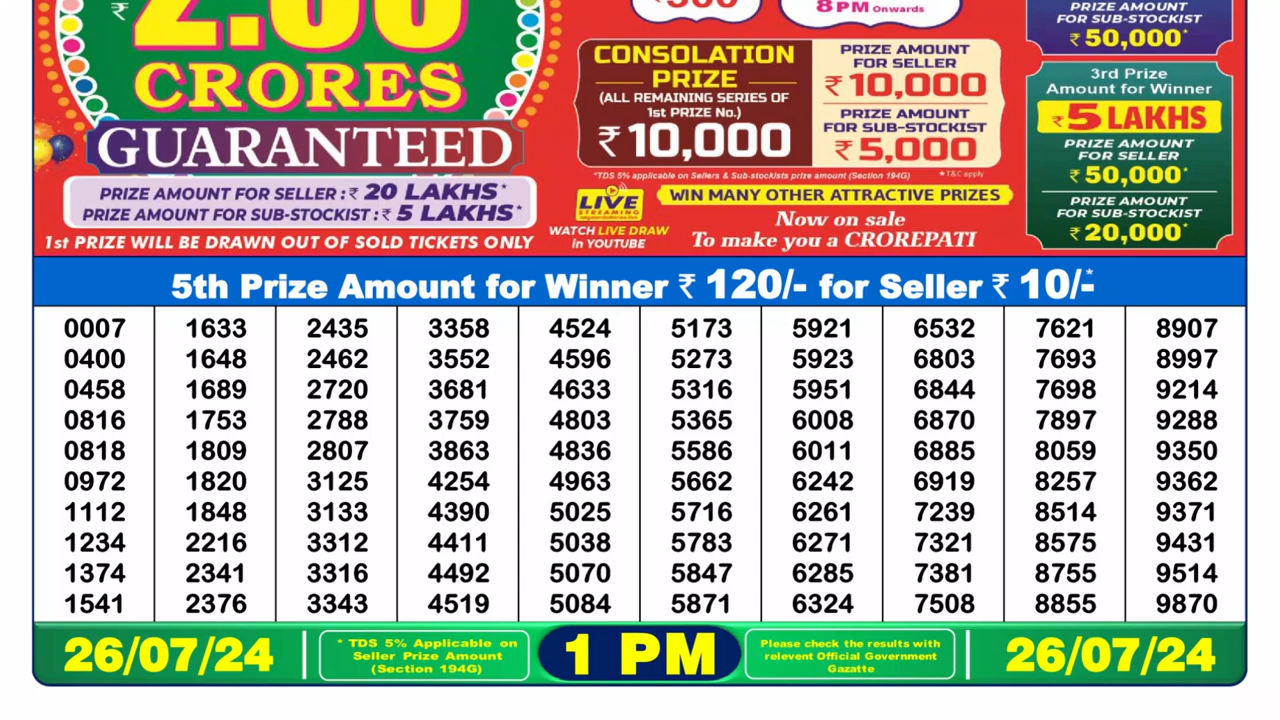 ₹ 2.00
CRORES
GUARANTEED
PRIZE AMOUNT FOR SELLER : ₹ 20 LAKHS*
PRIZE AMOUNT FOR SUB-STOCKIST : ₹ 5 LAKHS*
1st PRIZE WILL BE DRAWN OUT OF SOLD TICKETS ONLY
8 PM Onwards
CONSOLATION
PRIZE
(ALL REMAINING SERIES OF
1st PRIZE No.)
₹ 10,000
PRIZE AMOUNT
FOR SELLER
₹ 10,000
PRIZE AMOUNT
FOR SUB-STOCKIST
₹ 5,000
*TDS 5% applicable on Sellers & Sub-stockists prize amount (Section 194G)
★T&C apply
LIVE
STREAMING
WATCH LIVE DRAW
in YOUTUBE
WIN MANY OTHER ATTRACTIVE PRIZES
Now on sale
To make you a CROREPATI
PRIZE AMOUNT
FOR SUB-STOCKIST
₹ 50,000*
3rd Prize
Amount for Winner
₹ 5 LAKHS
PRIZE AMOUNT
FOR SELLER
₹ 50,000*
PRIZE AMOUNT
FOR SUB-STOCKIST
₹ 20,000*
5th Prize Amount for Winner ₹ 120/- for Seller ₹ 10/-*
0007 1633 2435 3358 4524 5173 5921 6532 7621 8907
0400 1648 2462 3552 4596 5273 5923 6803 7693 8997
0458 1689 2720 3681 4633 5316 5951 6844 7698 9214
0816 1753 2788 3759 4803 5365 6008 6870 7897 9288
0818 1809 2807 3863 4836 5586 6011 6885 8059 9350
0972 1820 3125 4254 4963 5662 6242 6919 8257 9362
1112 1848 3133 4390 5025 5716 6261 7239 8514 9371
1234 2216 3312 4411 5038 5783 6271 7321 8575 9431
1374 2341 3316 4492 5070 5847 6285 7381 8755 9514
1541 2376 3343 4519 5084 5871 6324 7508 8855 9870
26/07/24
* TDS 5% Applicable on
Seller Prize Amount
(Section 194G)
1 PM
Please check the results with
relevent Official Government
Gazatte
26/07/24